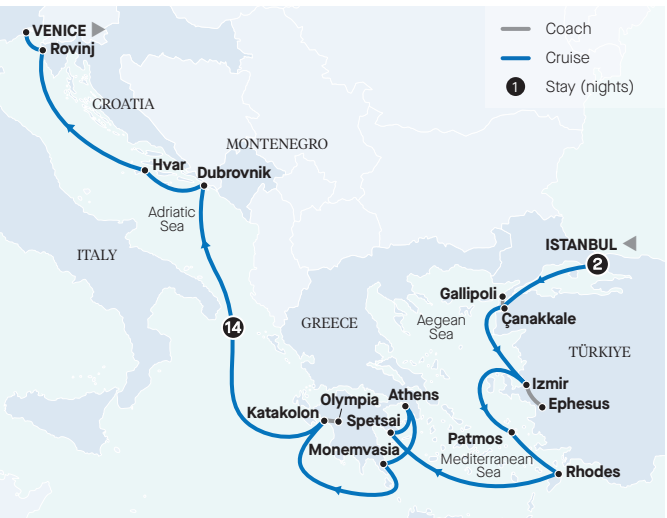 VENICE
Rovinj
Coach
Cruise
1 Stay (nights)
CROATIA
MONTENEGRO
Hvar
Dubrovnik
Adriatic
Sea
ITALY
ISTANBUL
2
Gallipoli
Çanakkale
Aegean
Sea
GREECE
TÜRKIYE
14
Izmir
Ephesus
Athens
Olympia
Katakolon
Spetsai
Monemvasia
Patmos
Mediterranean
Sea
Rhodes